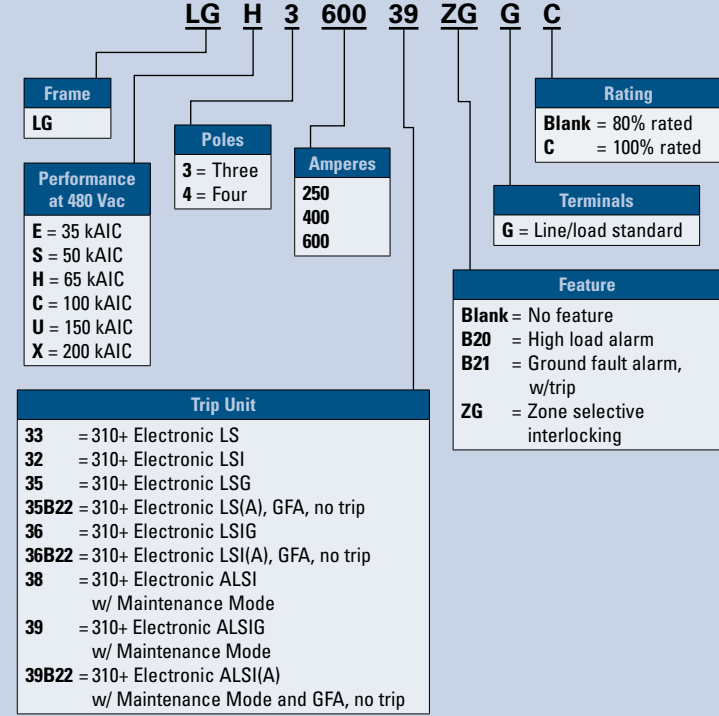 LG H 3 600 39 ZG G C
Frame
LG
Performance
at 480 Vac
E = 35 kAIC
S = 50 kAIC
H = 65 kAIC
C = 100 kAIC
U = 150 kAIC
X = 200 kAIC
Poles
3 = Three
4 = Four
Amperes
250
400
600
Rating
Blank = 80% rated
C = 100% rated
Terminals
G = Line/load standard
Feature
Blank = No feature
B20 = High load alarm
B21 = Ground fault alarm,
w/trip
ZG = Zone selective
interlocking
Trip Unit
33 = 310+ Electronic LS
32 = 310+ Electronic LSI
35 = 310+ Electronic LSG
35B22 = 310+ Electronic LS(A), GFA, no trip
36 = 310+ Electronic LSIG
36B22 = 310+ Electronic LSI(A), GFA, no trip
38 = 310+ Electronic ALSI
w/ Maintenance Mode
39 = 310+ Electronic ALSIG
w/ Maintenance Mode
39B22 = 310+ Electronic ALSI(A)
w/ Maintenance Mode and GFA, no trip